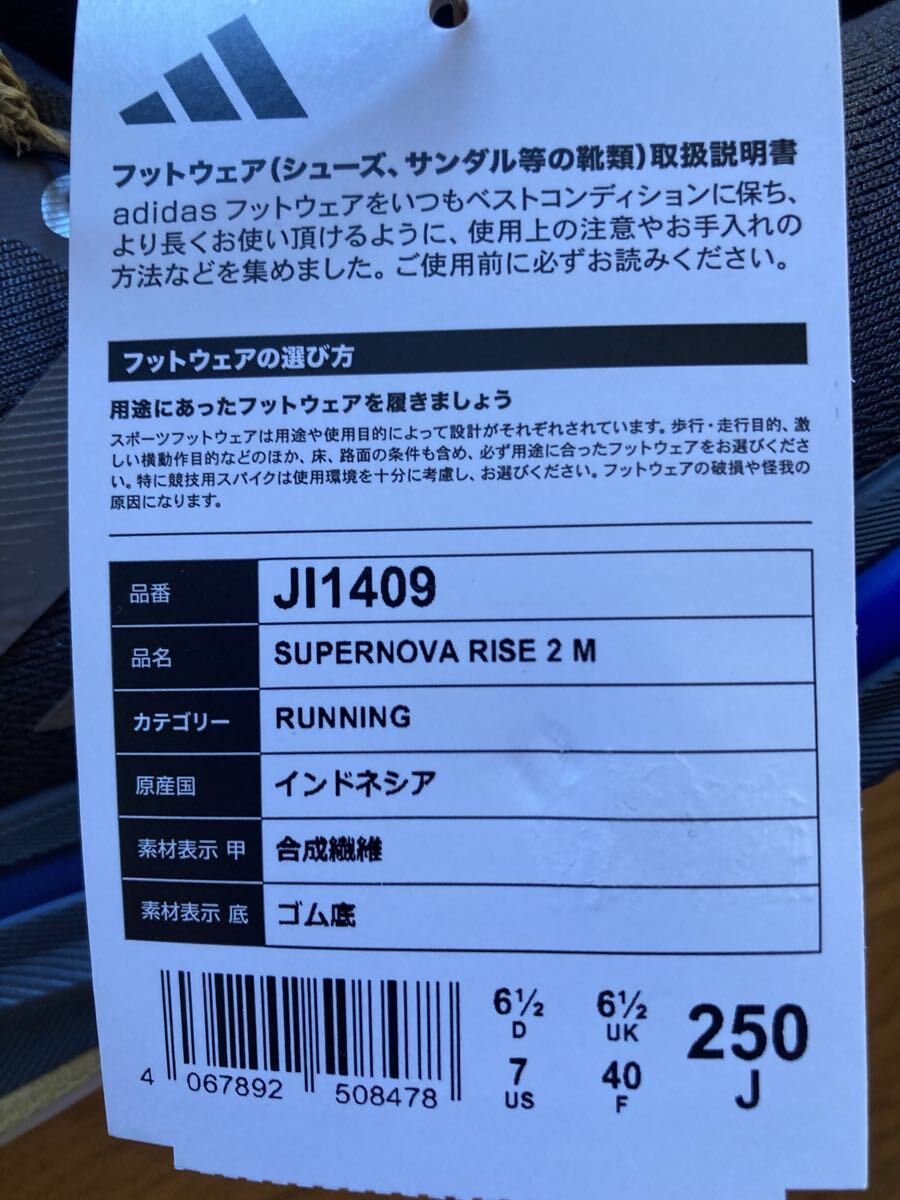 フットウェア(シューズ、サンダル等の靴類)取扱説明書
adidas フットウェアをいつもベストコンディションに保ち、
より長くお使い頂けるように、使用上の注意やお手入れの
方法などを集めました。ご使用前に必ずお読みください。
フットウェアの選び方
用途にあったフットウェアを履きましょう
スポーツフットウェアは用途や使用目的によって設計がそれぞれされています。歩行・走行目的、激
しい横動作目的などのほか、床、路面の条件も含め、必ず用途に合ったフットウェアをお選びくださ
い。特に競技用スパイクは使用環境を十分に考慮し、お選びください。フットウェアの破損や怪我の
原因になります。
品番 JI1409
品名 SUPERNOVA RISE 2 M
カテゴリー RUNNING
原産国 インドネシア
素材表示 甲 合成繊維
素材表示 底 ゴム底
6½ 6½ 250
D UK J
7 40
US F
4 067892 508478